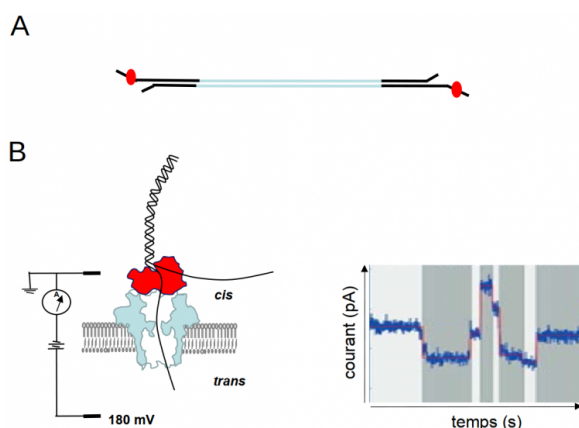 A
B
A
cis
trans
180 mV
courant (pA)
temps (s)